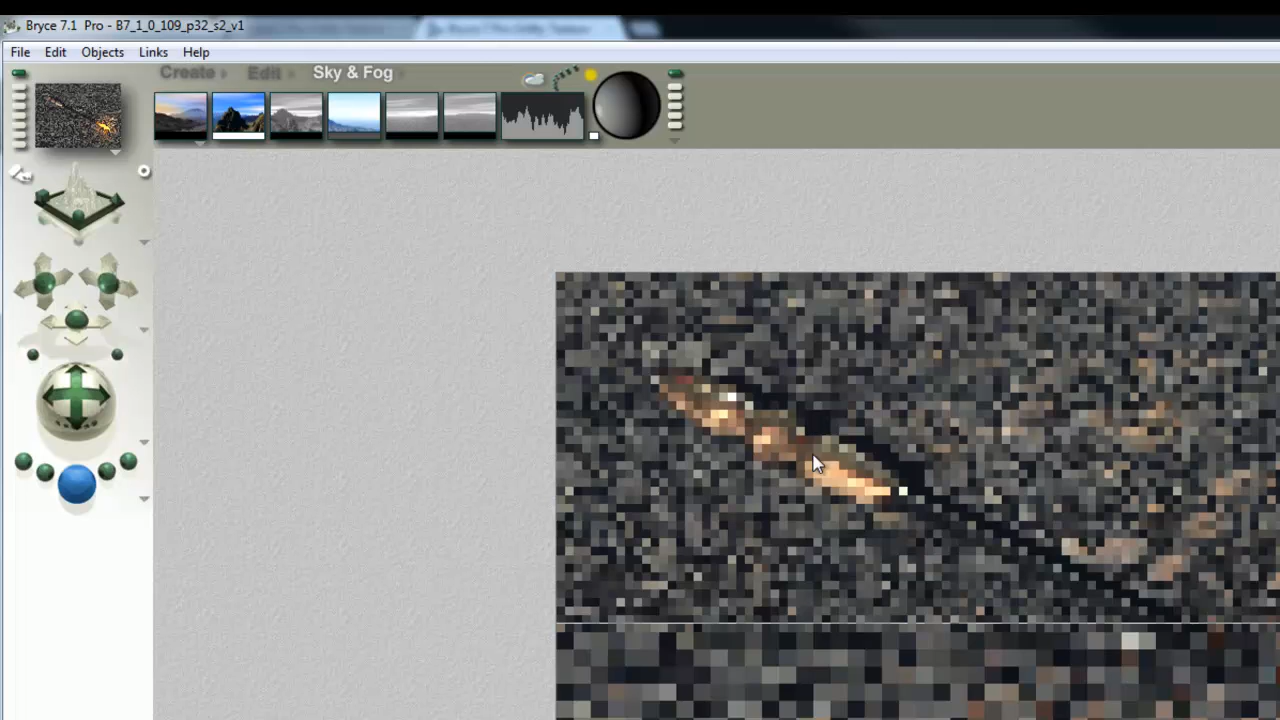 Bryce 7.1 Pro - B7_1_0_109_p32_s2_v1
File Edit Objects Links Help
Create Edit Sky & Fog